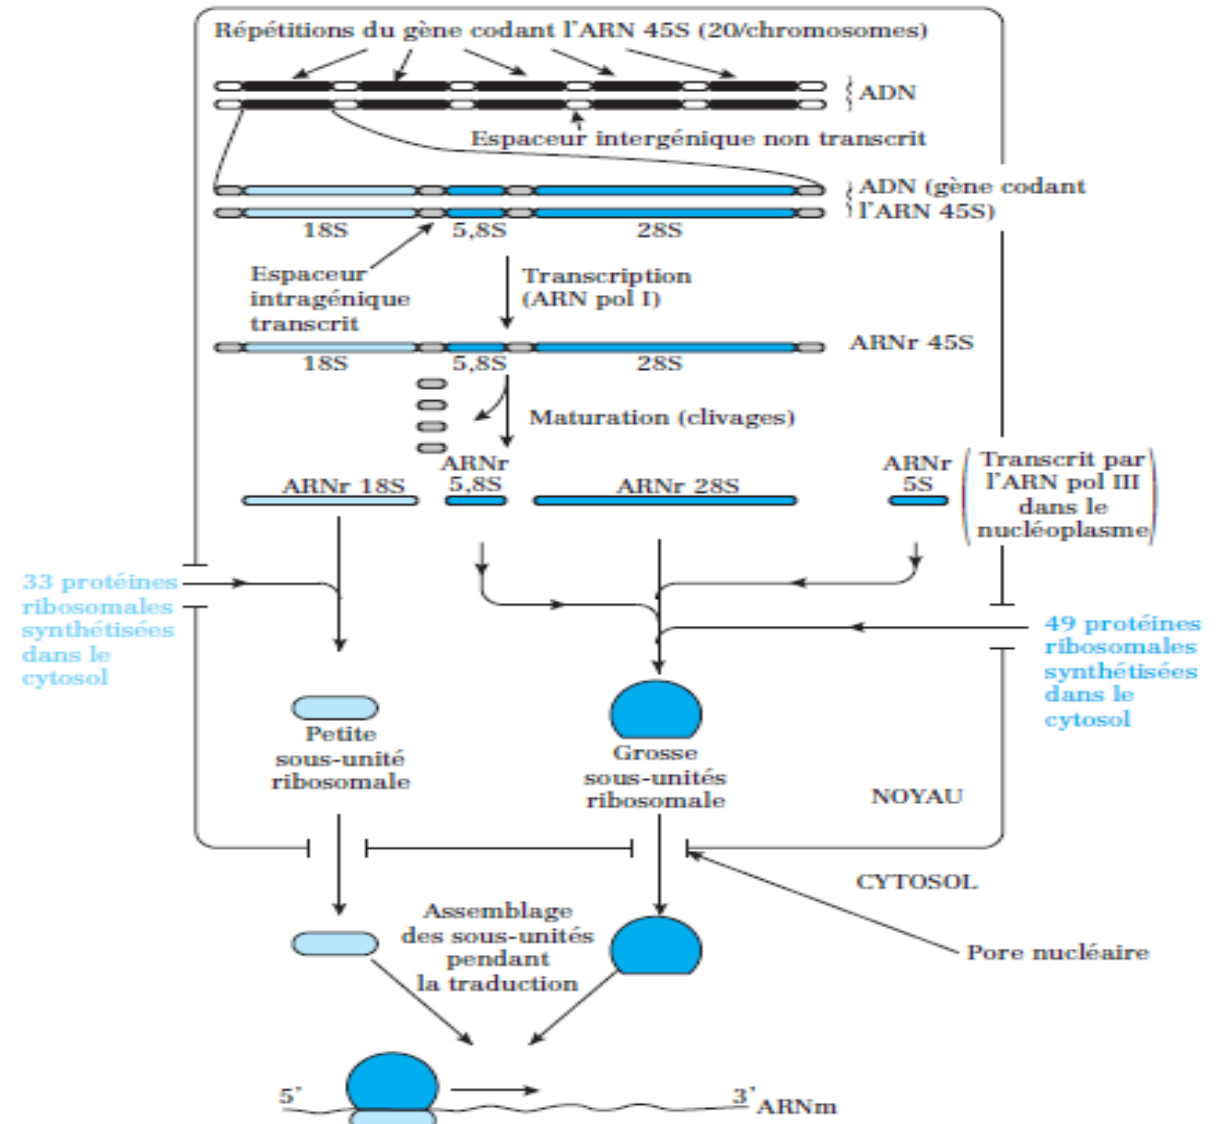 Répétitions du gène codant l'ARN 45S (20/chromosomes)
ADN
Espaceur intergénique non transcrit
ADN (gène codant
l'ARN 45S)
18S
5,8S
28S
Espaceur
intragénique
transcrit
Transcription
(ARN pol I)
ARNr 45S
18S
5,8S
28S
Maturation (clivages)
ARNr 18S
ARNr
5,8S
ARNr 28S
ARNr
5S
Transcrit par
l'ARN pol III
dans le
nucléoplasme
33 protéines
ribosomales
synthétisées
dans le
cytosol
49 protéines
ribosomales
synthétisées
dans le
cytosol
Petite
sous-unité
ribosomale
Grosse
sous-unités
ribosomale
NOYAU
CYTOSOL
Assemblage
des sous-unités
pendant
la traduction
Pore nucléaire
5'
3'
ARNm